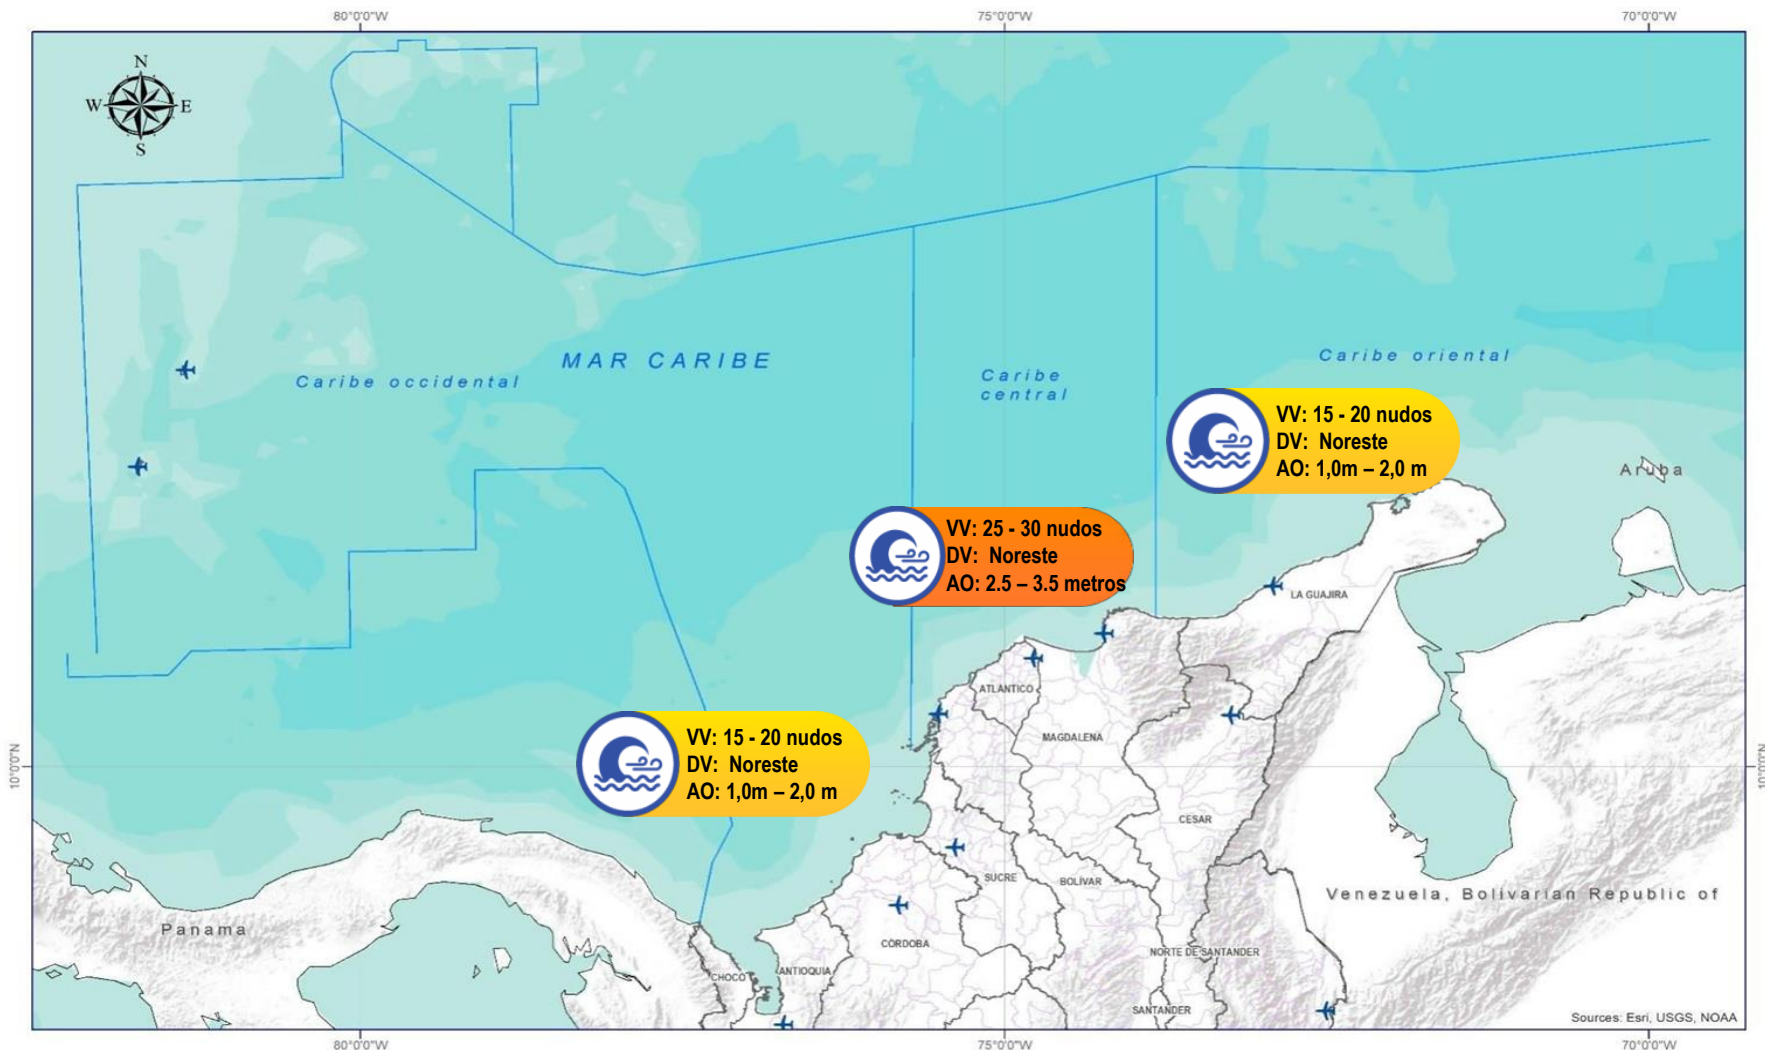 80°0'0"W
75°0'0"W
70°0'0"W
N
W
E
S
MAR CARIBE
Caribe occidental
Caribe
central
Caribe oriental
VV: 15 - 20 nudos
DV: Noreste
AO: 1,0m – 2,0 m
Aruba
VV: 25 - 30 nudos
DV: Noreste
AO: 2.5 – 3.5 metros
LA GUAJIRA
ATLANTICO
MAGDALENA
VV: 15 - 20 nudos
DV: Noreste
AO: 1,0m – 2,0 m
10°0'0"N
10°0'0"N
CESAR
SUCRE
BOLÍVAR
Venezuela, Bolivarian Republic of
Panama
CÓRDOBA
NORTE DE SANTANDER
CHOCO
ANTIOQUIA
SANTANDER
Sources: Esri, USGS, NOAA
80°0'0"W
75°0'0"W
70°0'0"W